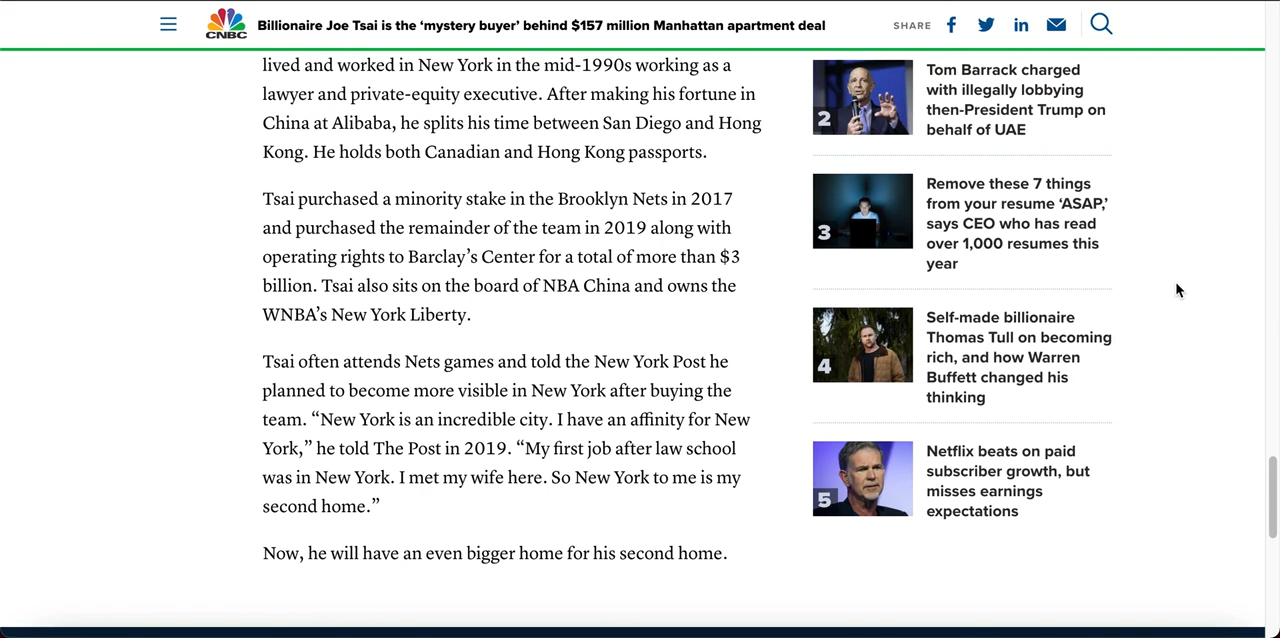 CNBC
Billionaire Joe Tsai is the ‘mystery buyer’ behind $157 million Manhattan apartment deal
SHARE
lived and worked in New York in the mid-1990s working as a
lawyer and private-equity executive. After making his fortune in
China at Alibaba, he splits his time between San Diego and Hong
Kong. He holds both Canadian and Hong Kong passports.
Tsai purchased a minority stake in the Brooklyn Nets in 2017
and purchased the remainder of the team in 2019 along with
operating rights to Barclay’s Center for a total of more than $3
billion. Tsai also sits on the board of NBA China and owns the
WNBA’s New York Liberty.
Tsai often attends Nets games and told the New York Post he
planned to become more visible in New York after buying the
team. “New York is an incredible city. I have an affinity for New
York,” he told The Post in 2019. “My first job after law school
was in New York. I met my wife here. So New York to me is my
second home.”
Now, he will have an even bigger home for his second home.
2
Tom Barrack charged
with illegally lobbying
then-President Trump on
behalf of UAE
3
Remove these 7 things
from your resume ‘ASAP,’
says CEO who has read
over 1,000 resumes this
year
4
Self-made billionaire
Thomas Tull on becoming
rich, and how Warren
Buffett changed his
thinking
5
Netflix beats on paid
subscriber growth, but
misses earnings
expectations